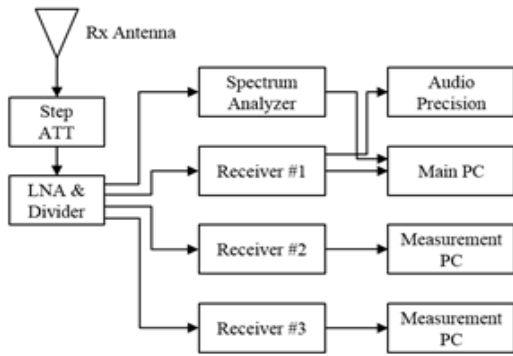 Rx Antenna
Step
ATT
LNA &
Divider
Spectrum
Analyzer
Audio
Precision
Receiver #1
Main PC
Receiver #2
Measurement
PC
Receiver #3
Measurement
PC